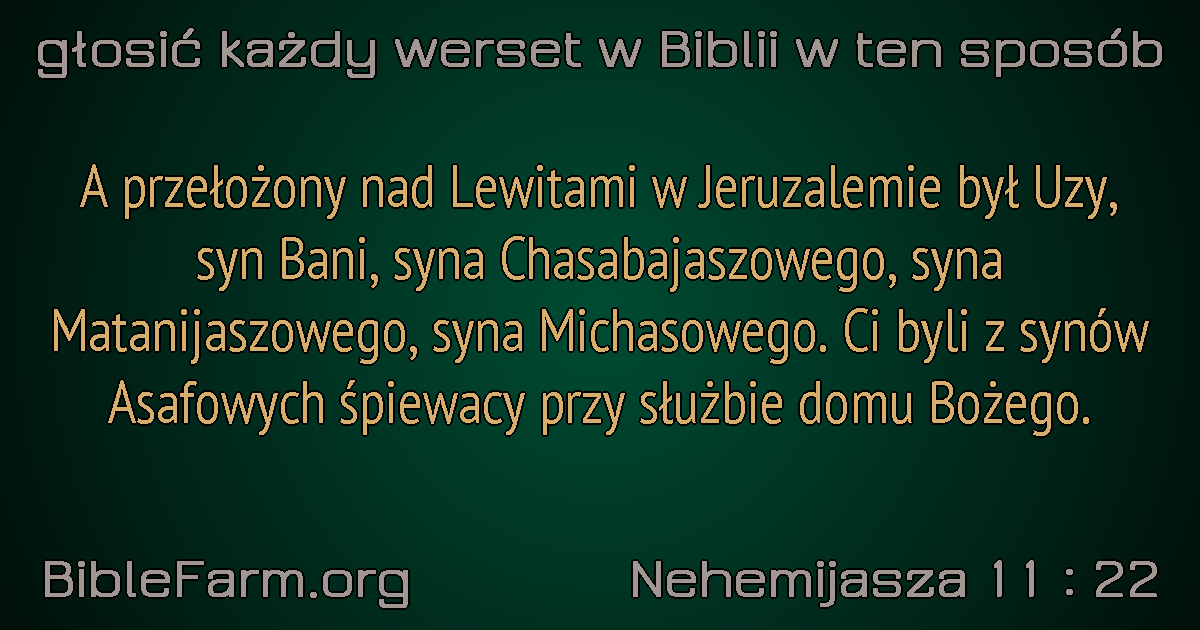 głosić każdy werset w Biblii w ten sposób
A przełożony nad Lewitami w Jeruzalemie był Uzy,
syn Bani, syna Chasabajaszowego, syna
Matanijaszowego, syna Michasowego. Ci byli z synów
Asafowych śpiewacy przy służbie domu Bożego.
BibleFarm.org
Nehemijasza 11 : 22